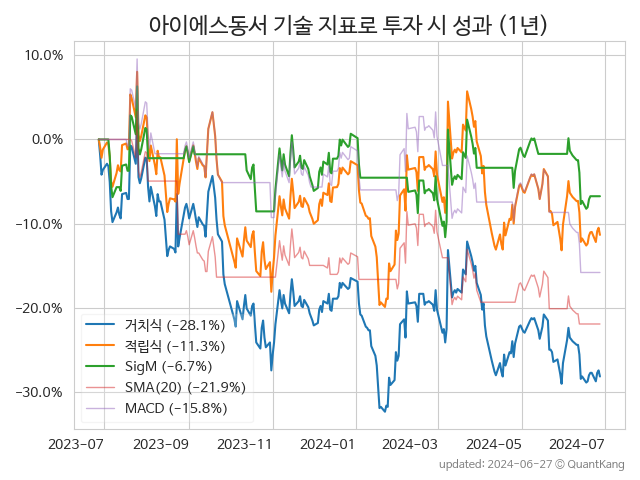 아이에스동서 기술 지표로 투자 시 성과 (1년)
10.0%
0.0%
−10.0%
−20.0%
−30.0%
거치식 (−28.1%)
적립식 (−11.3%)
SigM (−6.7%)
SMA(20) (−21.9%)
MACD (−15.8%)
2023−07 2023−09 2023−11 2024−01 2024−03 2024−05 2024−07
updated: 2024−06−27 © QuantKang